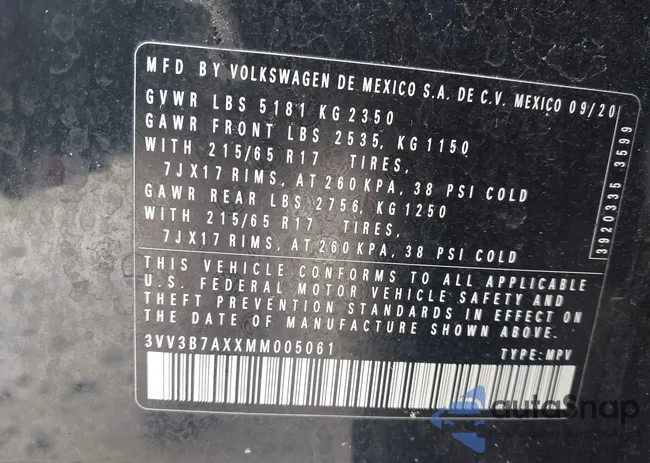 MFD BY VOLKSWAGEN DE MEXICO S.A. DE C.V. MEXICO 09/20
GVWR LBS 5181 KG 2350
GAWR FRONT LBS 2535, KG 1150
WITH 215/65 R17 TIRES,
7JX17 RIMS, AT 260 KPA, 38 PSI COLD
GAWR REAR LBS 2756, KG 1250
WITH 215/65 R17 TIRES,
7JX17 RIMS, AT 260 KPA, 38 PSI COLD
3920335 3599
THIS VEHICLE CONFORMS TO ALL APPLICABLE
U.S. FEDERAL MOTOR VEHICLE SAFETY AND
THEFT PREVENTION STANDARDS IN EFFECT ON
THE DATE OF MANUFACTURE SHOWN ABOVE.
3VV3B7AXXMM005061
TYPE: MPV
autoSnap